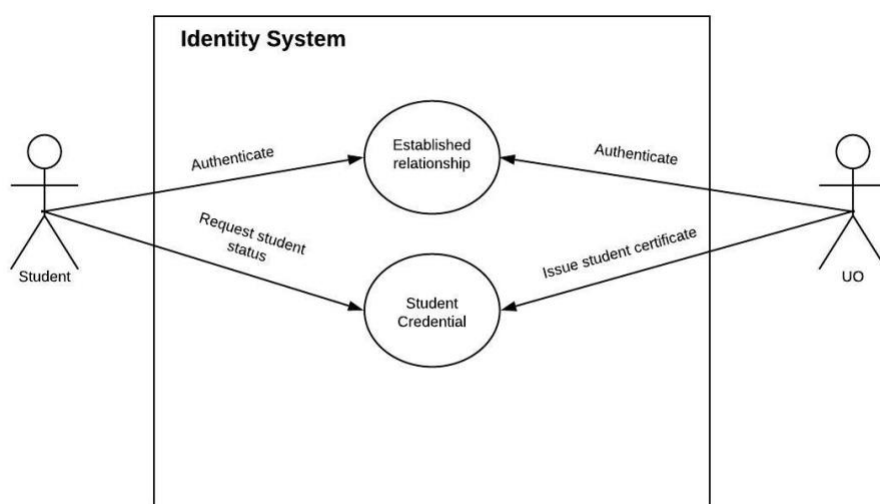 Identity System
Authenticate
Established
relationship
Authenticate
Request student
status
Issue student certificate
Student
Credential
Student
UO